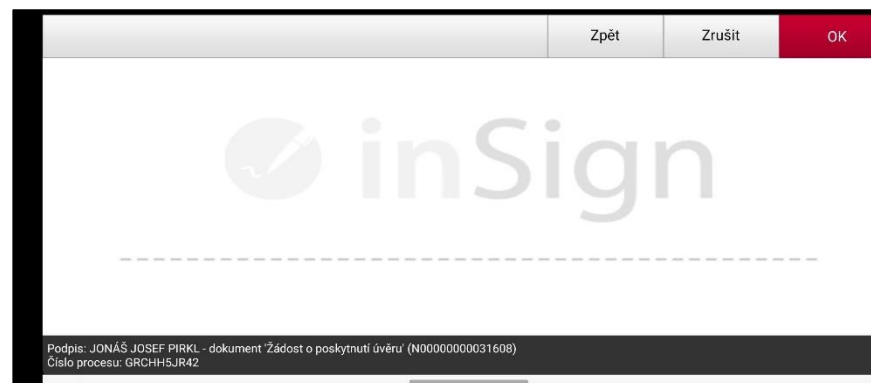 Zpět Zrušit OK
inSign
Podpis: JONÁŠ JOSEF PIRKL - dokument 'Žádost o poskytnutí úvěru' (N00000000031608)
Číslo procesu: GRCHH5JR42